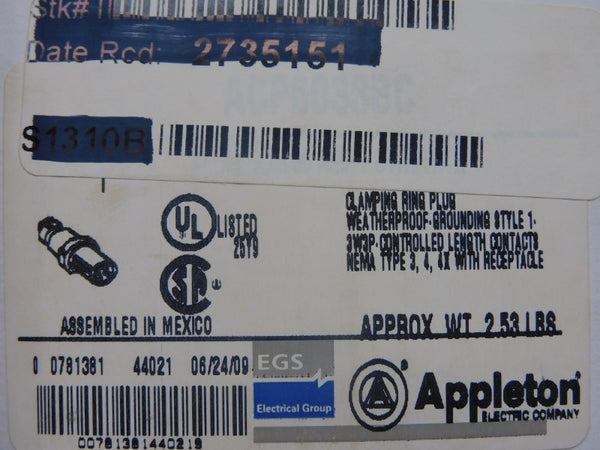 Stk#
Date Rcd: 2735151
S1310B
CLAMPING RING PLUG
WEATHERPROOF-GROUNDING STYLE 1-
3W3P-CONTROLLED LENGTH CONTACTS
NEMA TYPE 3, 4, 4X WITH RECEPTACLE
UL LISTED
25Y9
ASSEMBLED IN MEXICO
APPROX WT 2.53 LBS
0 0781381 44021 06/24/09
EGS
Electrical Group
Appleton
ELECTRIC COMPANY
00781381440219